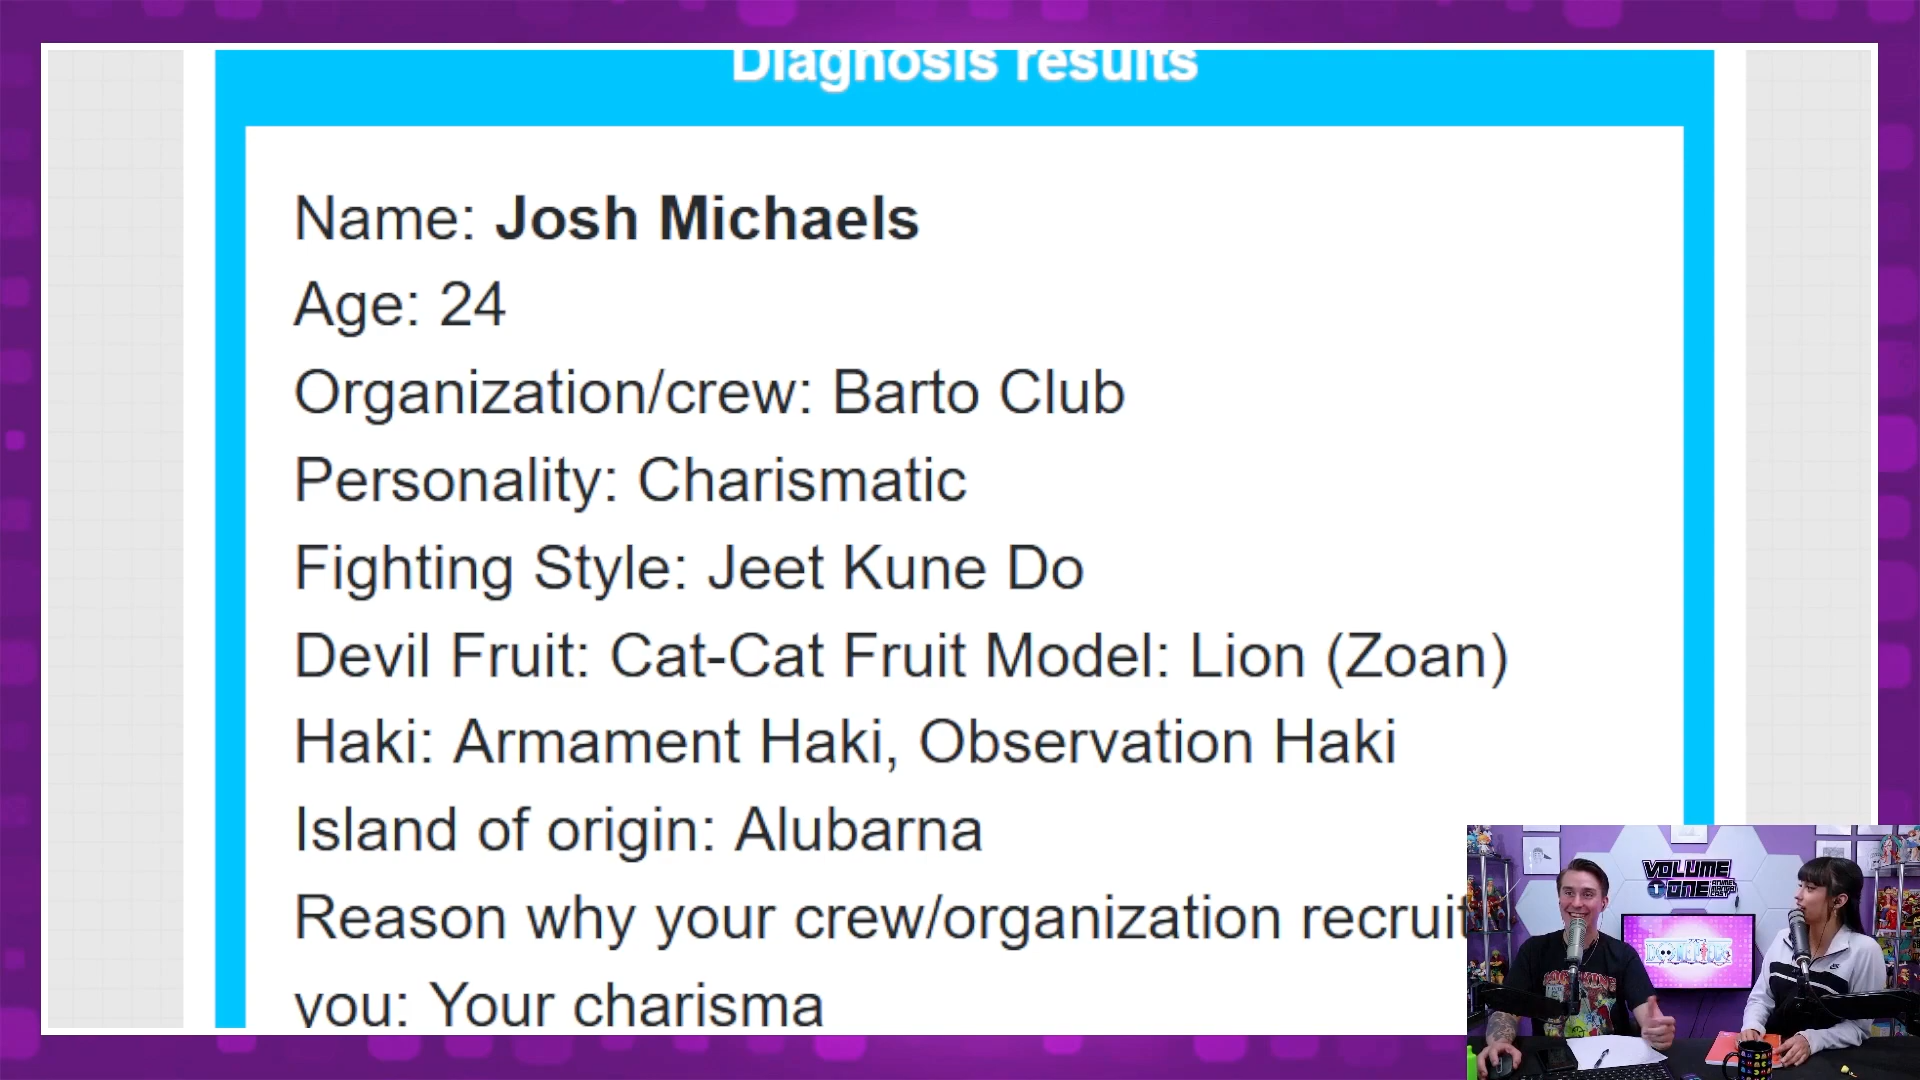 Diagnosis results
Name: Josh Michaels
Age: 24
Organization/crew: Barto Club
Personality: Charismatic
Fighting Style: Jeet Kune Do
Devil Fruit: Cat-Cat Fruit Model: Lion (Zoan)
Haki: Armament Haki, Observation Haki
Island of origin: Alubarna
Reason why your crew/organization recruit
you: Your charisma
VOLUME
ONE